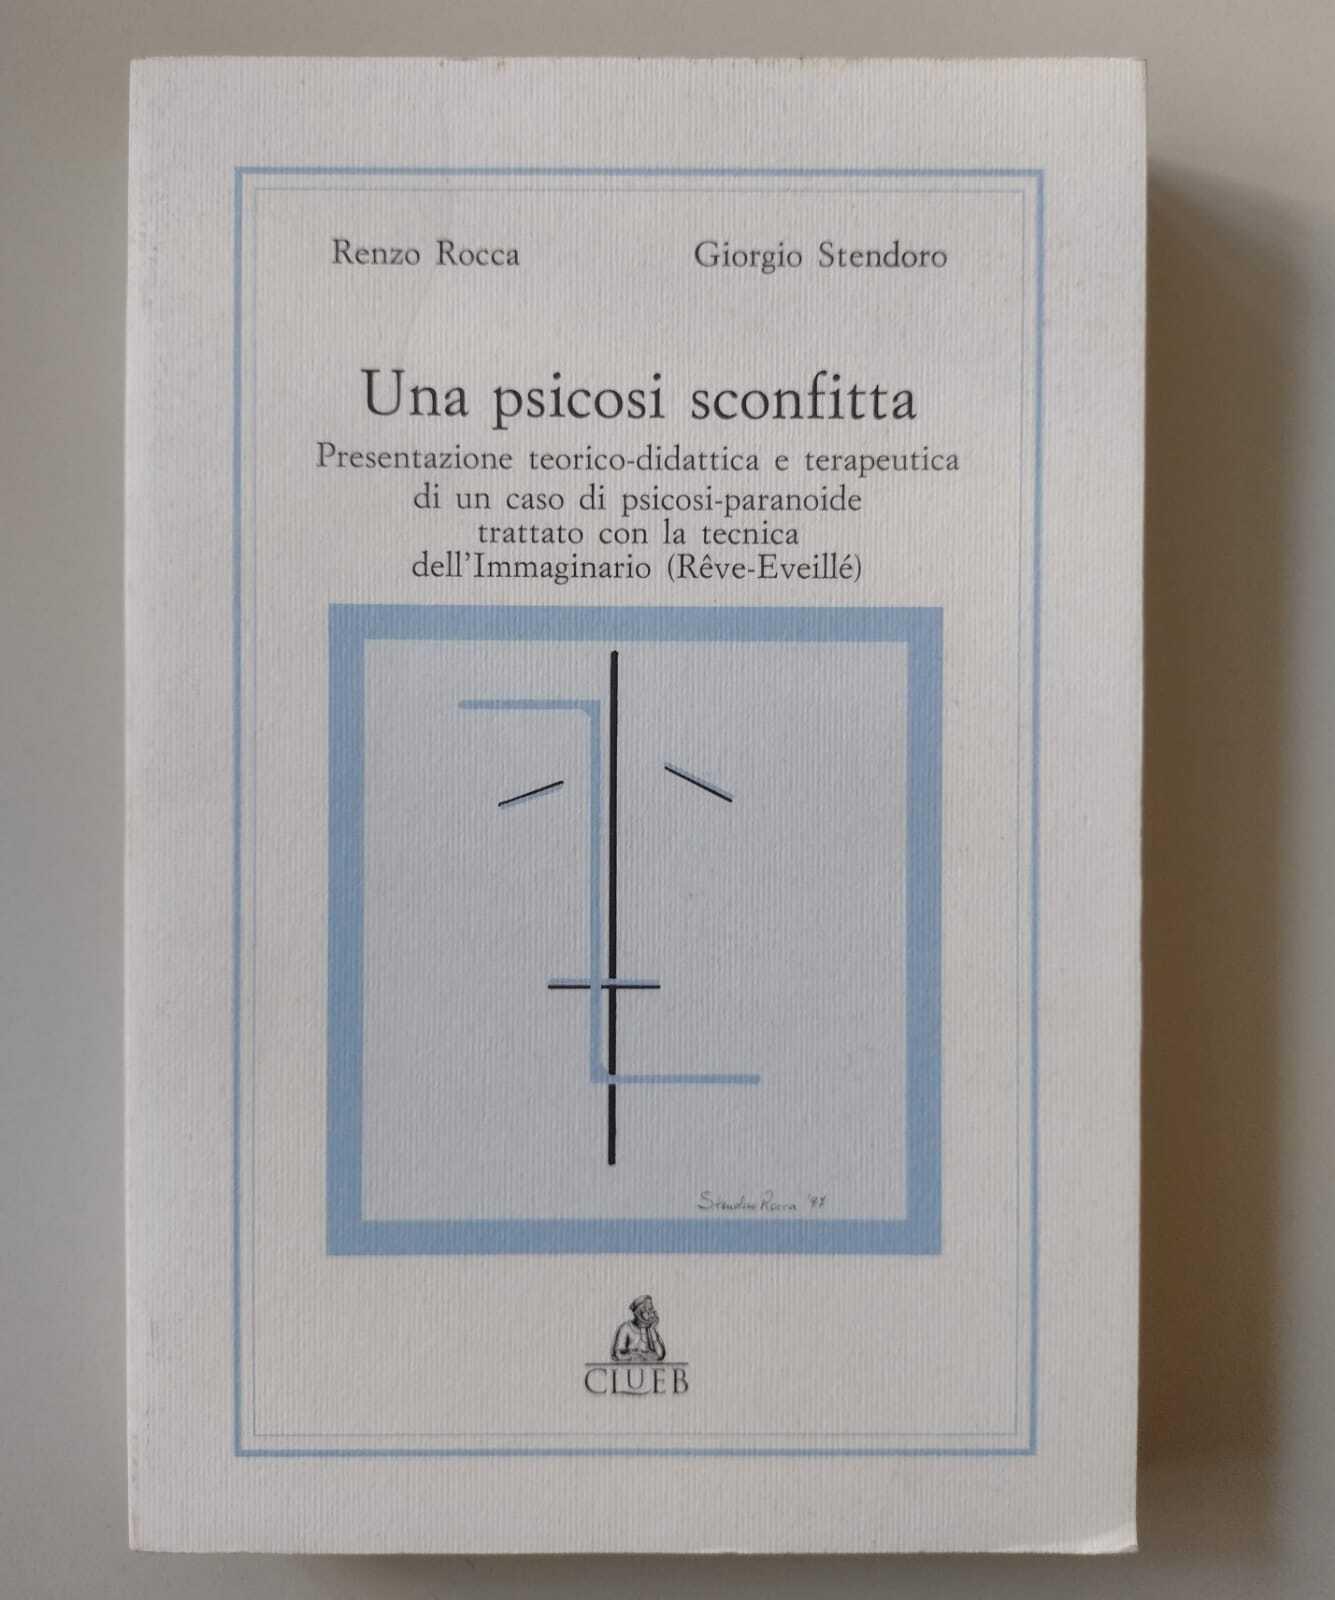 Renzo Rocca Giorgio Stendoro
Una psicosi sconfitta
Presentazione teorico-didattica e terapeutica
di un caso di psicosi-paranoide
trattato con la tecnica
dell'Immaginario (Rêve-Eveillé)
Rocca
CLUEB